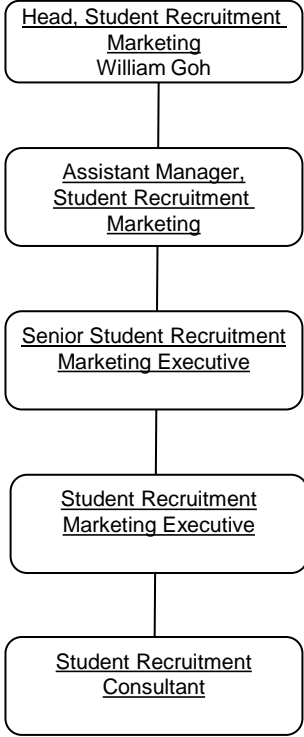 Head, Student Recruitment
Marketing
William Goh
Assistant Manager,
Student Recruitment
Marketing
Senior Student Recruitment
Marketing Executive
Student Recruitment
Marketing Executive
Student Recruitment
Consultant